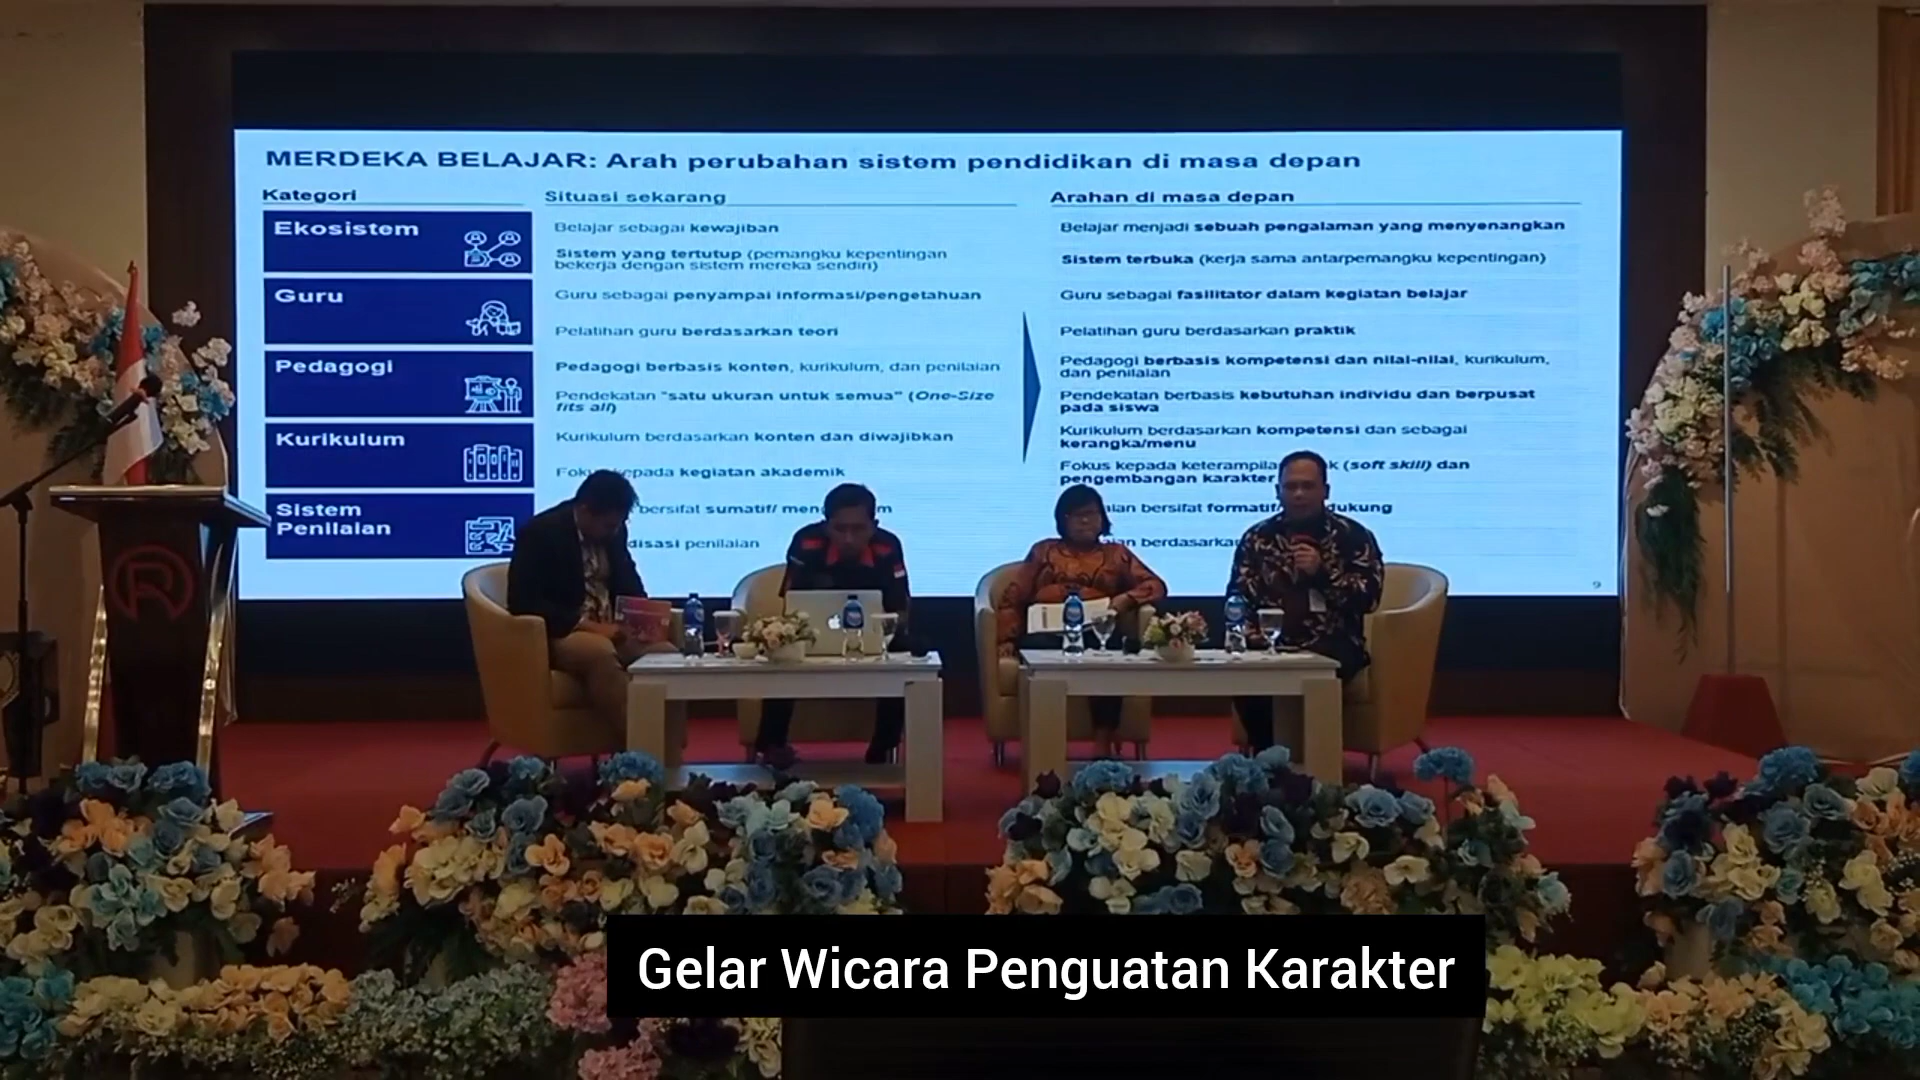 MERDEKA BELAJAR: Arah perubahan sistem pendidikan di masa depan
Kategori
Situasi sekarang
Arahan di masa depan
Ekosistem
Belajar sebagai kewajiban
Belajar menjadi sebuah pengalaman yang menyenangkan
Sistem yang tertutup (pemangku kepentingan
bekerja dengan sistem mereka sendiri)
Sistem terbuka (kerja sama antarpemangku kepentingan)
Guru
Guru sebagai penyampai informasi/pengetahuan
Guru sebagai fasilitator dalam kegiatan belajar
Pelatihan guru berdasarkan teori
Pelatihan guru berdasarkan praktik
Pedagogi
Pedagogi berbasis konten, kurikulum, dan penilaian
Pedagogi berbasis kompetensi dan nilai-nilai, kurikulum,
dan penilaian
Pendekatan "satu ukuran untuk semua" (One-Size
fits all)
Pendekatan berbasis kebutuhan individu dan berpusat
pada siswa
Kurikulum
Kurikulum berdasarkan konten dan diwajibkan
Kurikulum berdasarkan kompetensi dan sebagai
kerangka/menu
kegiatan akademik
Fokus kepada (soft skill) dan
pengembangan karakter
Sistem
Penilaian
bersifat sumatif/
bersifat formatif/
penilaian
9
R
Gelar Wicara Penguatan Karakter